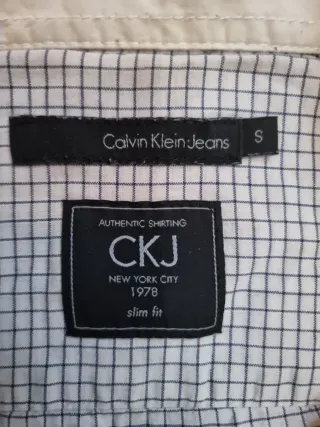 Calvin Klein Jeans S
AUTHENTIC SHIRTING
CKJ
NEW YORK CITY
1978
slim fit